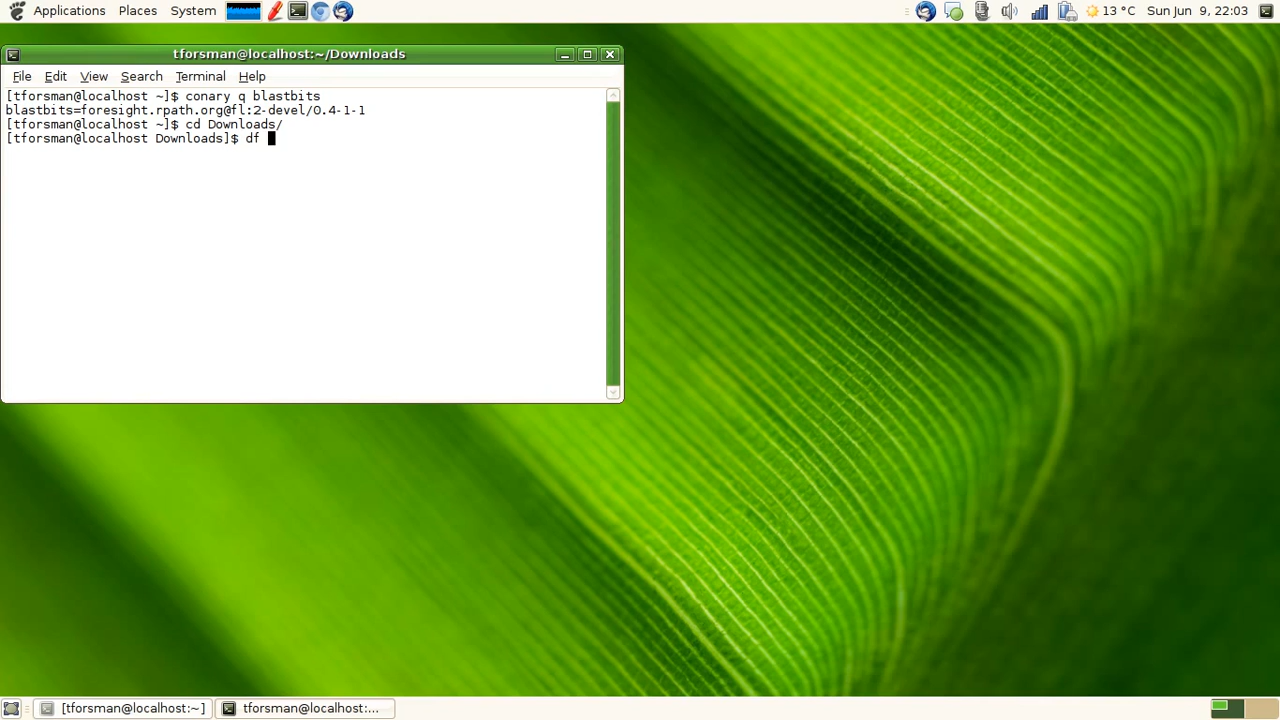 Applications Places System 13 °C Sun Jun 9, 22:03
tforsman@localhost:~/Downloads
File Edit View Search Terminal Help
[tforsman@localhost ~]$ conary q blastbits
blastbits=foresight.rpath.org@fl:2-devel/0.4-1-1
[tforsman@localhost ~]$ cd Downloads/
[tforsman@localhost Downloads]$ df
[tforsman@localhost:~] tforsman@localhost:...